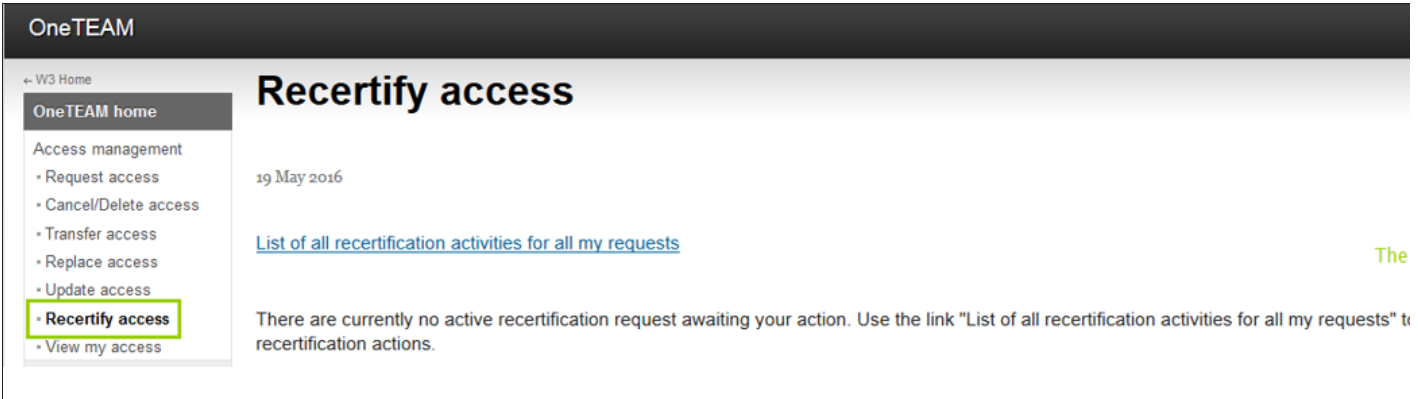 OneTEAM
← W3 Home
OneTEAM home
Access management
Request access
Cancel/Delete access
Transfer access
Replace access
Update access
Recertify access
View my access
Recertify access
19 May 2016
List of all recertification activities for all my requests
The
There are currently no active recertification request awaiting your action. Use the link "List of all recertification activities for all my requests" to
recertification actions.